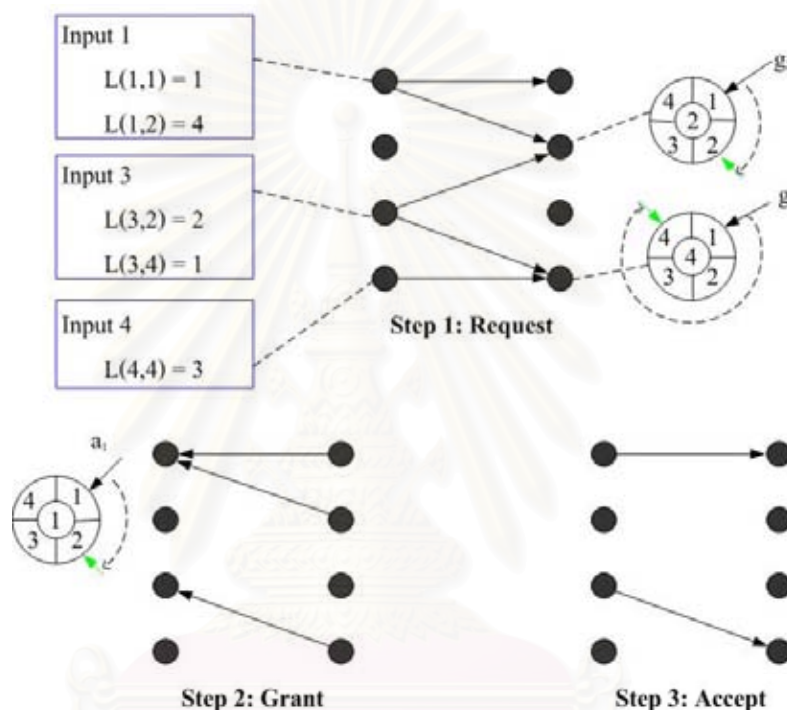 Input 1
L(1,1) = 1
L(1,2) = 4
Input 3
L(3,2) = 2
L(3,4) = 1
Input 4
L(4,4) = 3
4 1
2
3 2
g
4 1
4
3 2
g
Step 1: Request
a₁
4 1
1
3 2
Step 2: Grant
Step 3: Accept